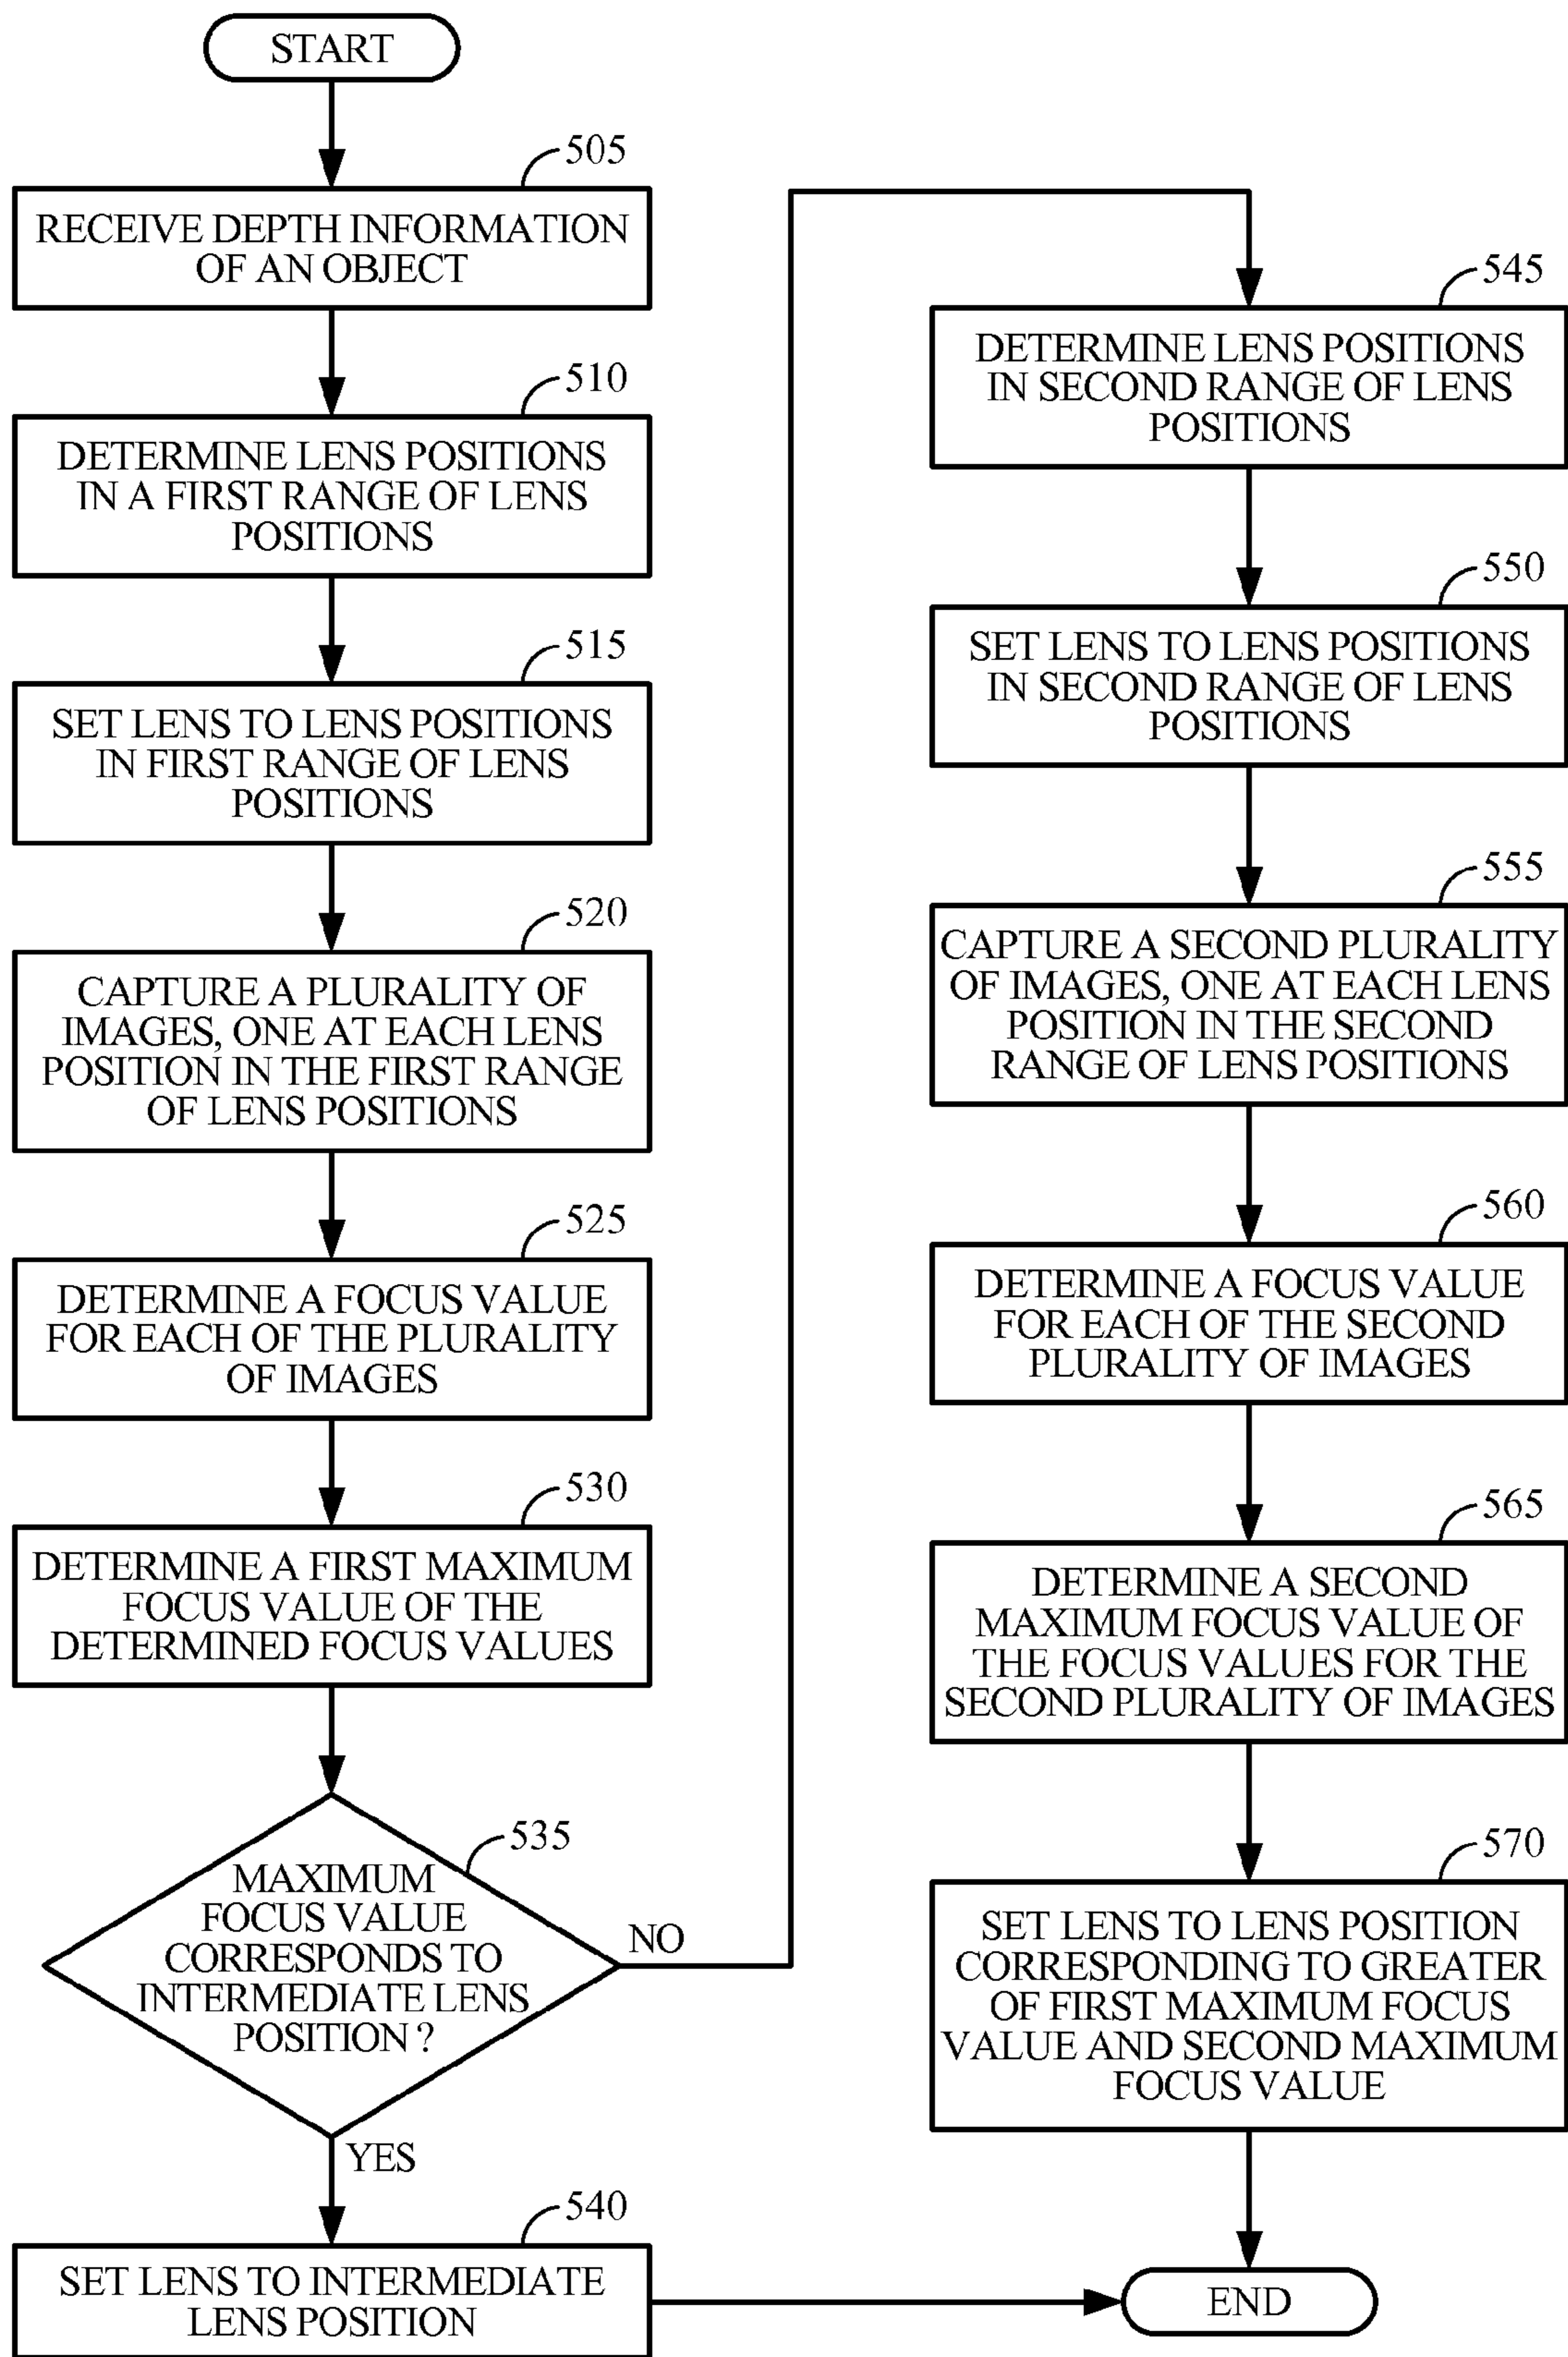 START
505
RECEIVE DEPTH INFORMATION
OF AN OBJECT
510
DETERMINE LENS POSITIONS
IN A FIRST RANGE OF LENS
POSITIONS
515
SET LENS TO LENS POSITIONS
IN FIRST RANGE OF LENS
POSITIONS
520
CAPTURE A PLURALITY OF
IMAGES, ONE AT EACH LENS
POSITION IN THE FIRST RANGE
OF LENS POSITIONS
525
DETERMINE A FOCUS VALUE
FOR EACH OF THE PLURALITY
OF IMAGES
530
DETERMINE A FIRST MAXIMUM
FOCUS VALUE OF THE
DETERMINED FOCUS VALUES
535
MAXIMUM
FOCUS VALUE
CORRESPONDS TO
INTERMEDIATE LENS
POSITION ?
NO
YES
540
SET LENS TO INTERMEDIATE
LENS POSITION
545
DETERMINE LENS POSITIONS
IN SECOND RANGE OF LENS
POSITIONS
550
SET LENS TO LENS POSITIONS
IN SECOND RANGE OF LENS
POSITIONS
555
CAPTURE A SECOND PLURALITY
OF IMAGES, ONE AT EACH LENS
POSITION IN THE SECOND
RANGE OF LENS POSITIONS
560
DETERMINE A FOCUS VALUE
FOR EACH OF THE SECOND
PLURALITY OF IMAGES
565
DETERMINE A SECOND
MAXIMUM FOCUS VALUE OF
THE FOCUS VALUES FOR THE
SECOND PLURALITY OF IMAGES
570
SET LENS TO LENS POSITION
CORRESPONDING TO GREATER
OF FIRST MAXIMUM FOCUS
VALUE AND SECOND MAXIMUM
FOCUS VALUE
END